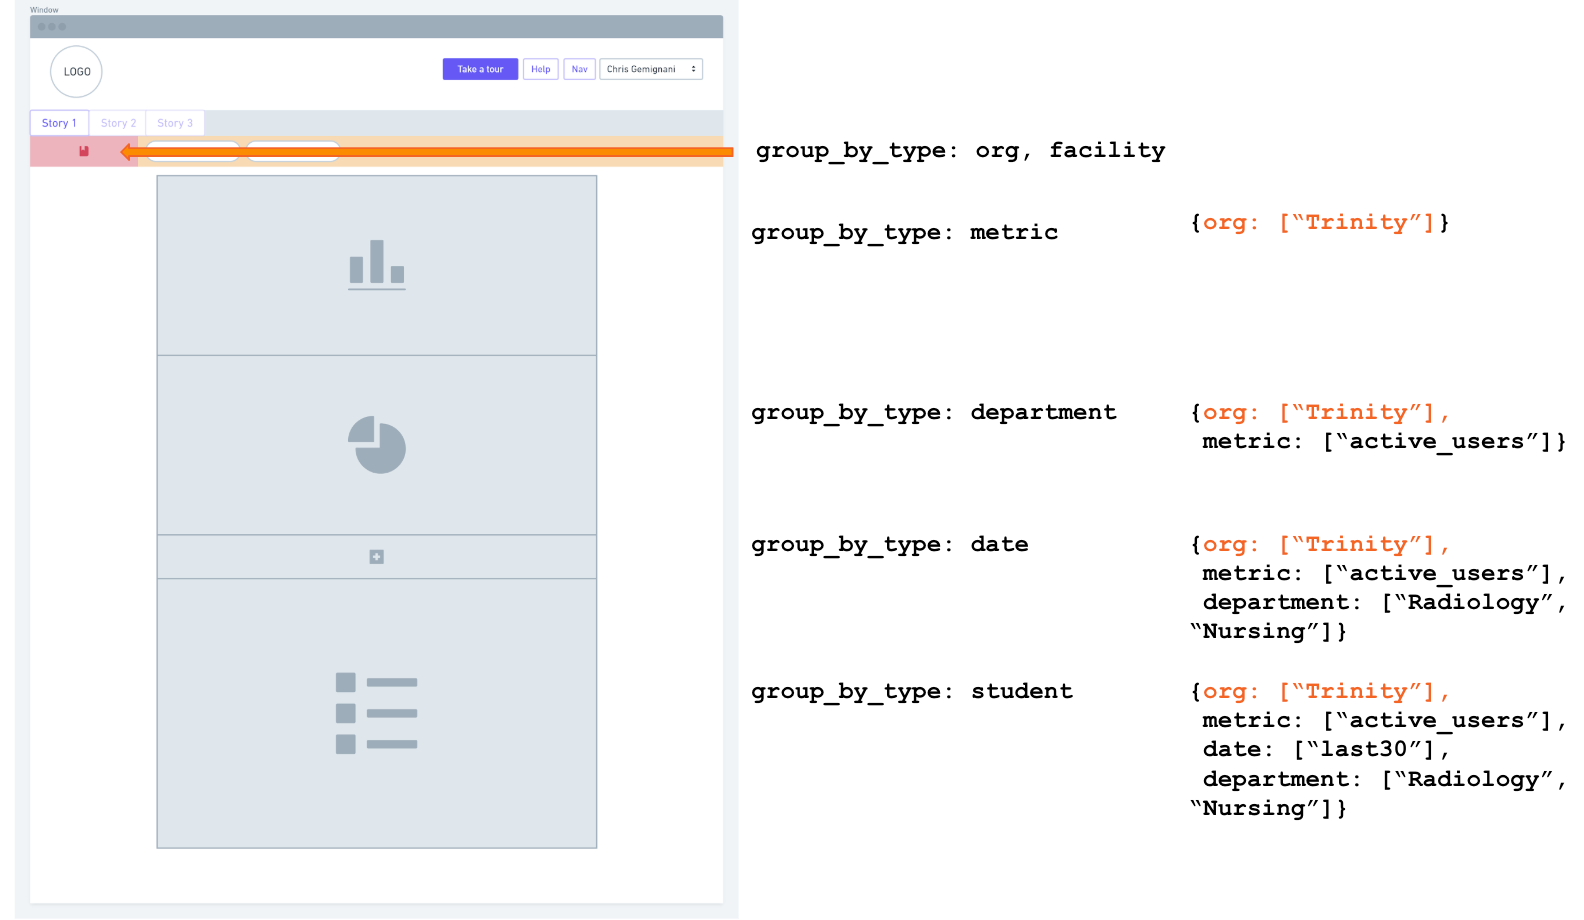 Window
LOGO
Take a tour
Help
Nav
Chris Gemignani
Story 1
Story 2
Story 3
group_by_type: org, facility
group_by_type: metric
{org: [“Trinity”]}
group_by_type: department
{org: [“Trinity”],
metric: [“active_users”]}
group_by_type: date
{org: [“Trinity”],
metric: [“active_users”],
department: [“Radiology”,
“Nursing”]}
group_by_type: student
{org: [“Trinity”],
metric: [“active_users”],
date: [“last30”],
department: [“Radiology”,
“Nursing”]}